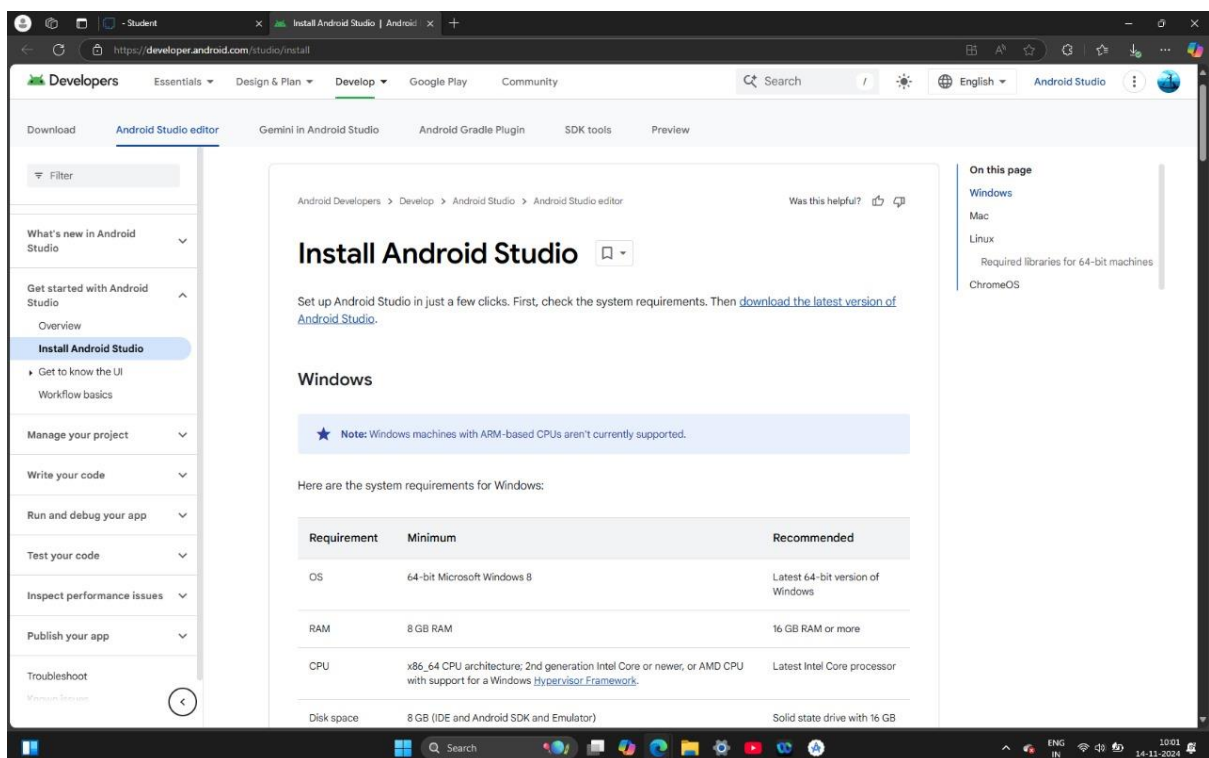 - Student
Install Android Studio | Android
https://developer.android.com/studio/install
Developers
Essentials
Design & Plan
Develop
Google Play
Community
Search
/
English
Android Studio
Download
Android Studio editor
Gemini in Android Studio
Android Gradle Plugin
SDK tools
Preview
Filter
What's new in Android
Studio
Get started with Android
Studio
Overview
Install Android Studio
Get to know the UI
Workflow basics
Manage your project
Write your code
Run and debug your app
Test your code
Inspect performance issues
Publish your app
Troubleshoot
Known issues
Android Developers > Develop > Android Studio > Android Studio editor
Was this helpful?
Install Android Studio
Set up Android Studio in just a few clicks. First, check the system requirements. Then download the latest version of
Android Studio.
Windows
Note: Windows machines with ARM-based CPUs aren't currently supported.
Here are the system requirements for Windows:
Requirement Minimum Recommended
OS 64-bit Microsoft Windows 8 Latest 64-bit version of
Windows
RAM 8 GB RAM 16 GB RAM or more
CPU x86_64 CPU architecture; 2nd generation Intel Core or newer, or AMD CPU Latest Intel Core processor
with support for a Windows Hypervisor Framework.
Disk space 8 GB (IDE and Android SDK and Emulator) Solid state drive with 16 GB
On this page
Windows
Mac
Linux
Required libraries for 64-bit machines
ChromeOS
Search
ENG
IN
10:01
14-11-2024